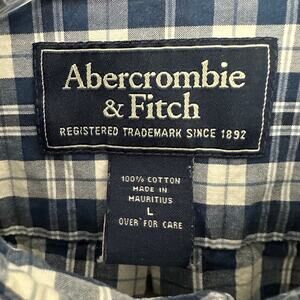 Abercrombie
& Fitch
REGISTERED TRADEMARK SINCE 1892
100% COTTON
MADE IN
MAURITIUS
L
OVER FOR CARE